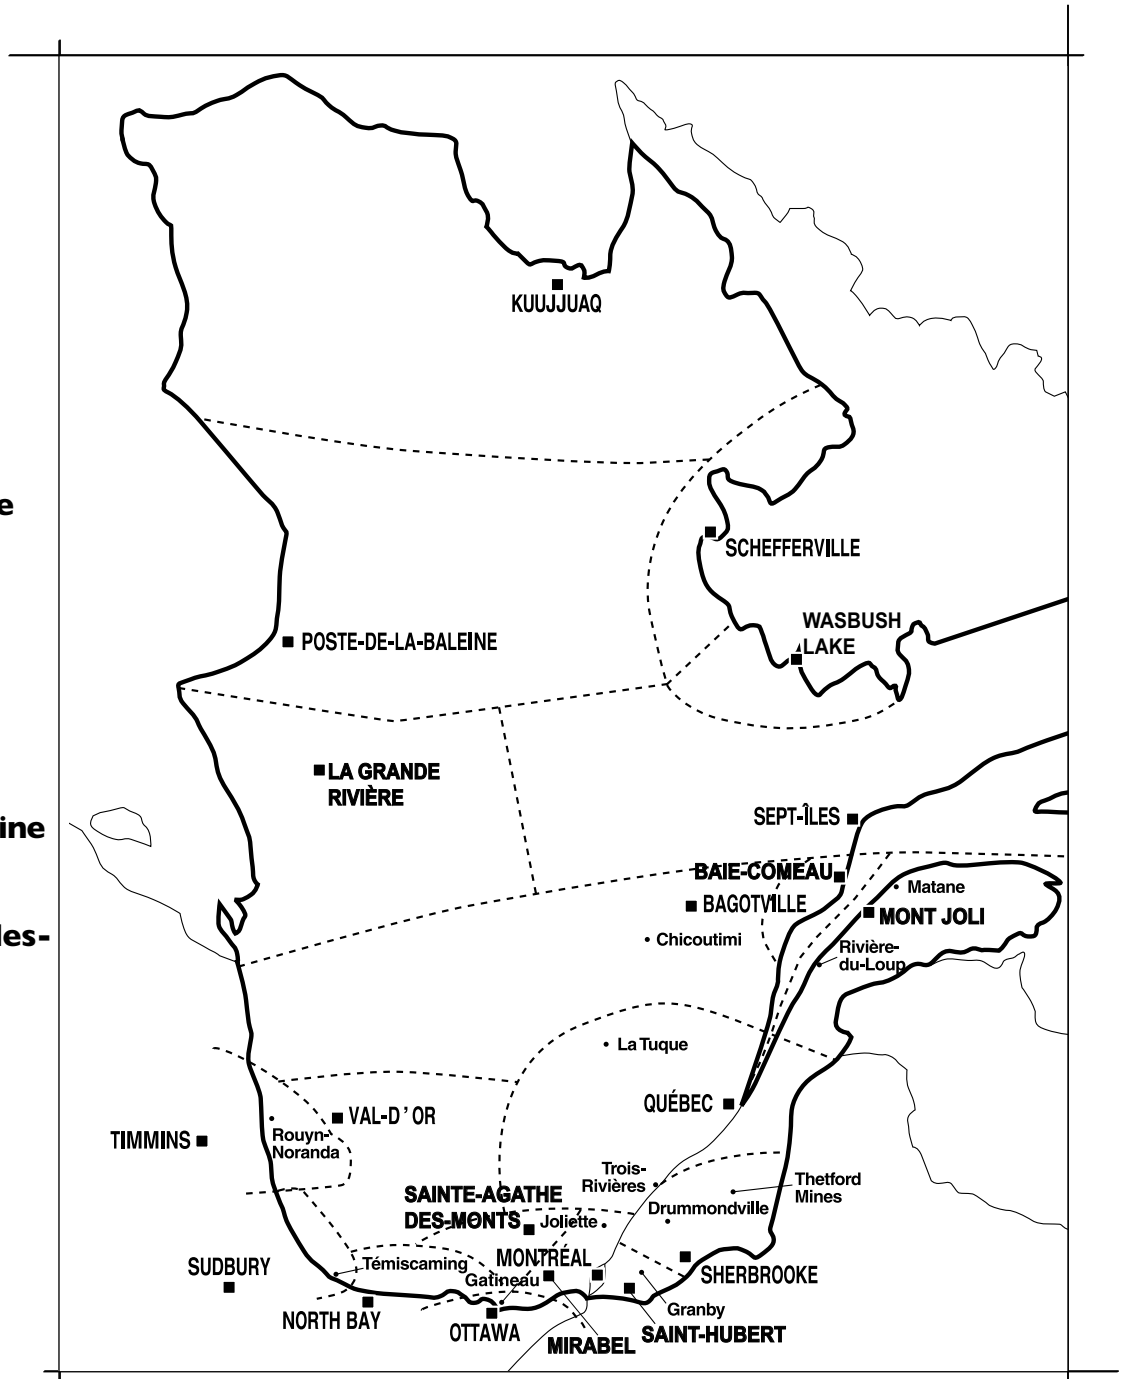 KUUJJUAQ
e
SCHEFFERVILLE
WASBUSH
LAKE
POSTE-DE-LA-BALEINE
LA GRANDE
RIVIÈRE
SEPT-ÎLES
ine
BAIE-COMEAU
Matane
BAGOTVILLE
MONT JOLI
les-
Chicoutimi
Rivière-
du-Loup
La Tuque
QUÉBEC
VAL-D'OR
TIMMINS
Rouyn-
Noranda
Trois-
Rivières
Thetford
Mines
SAINTE-AGATHE
DES-MONTS
Joliette
Drummondville
SUDBURY
Témiscaming
MONTRÉAL
Gatineau
SHERBROOKE
Granby
NORTH BAY
OTTAWA
MIRABEL
SAINT-HUBERT